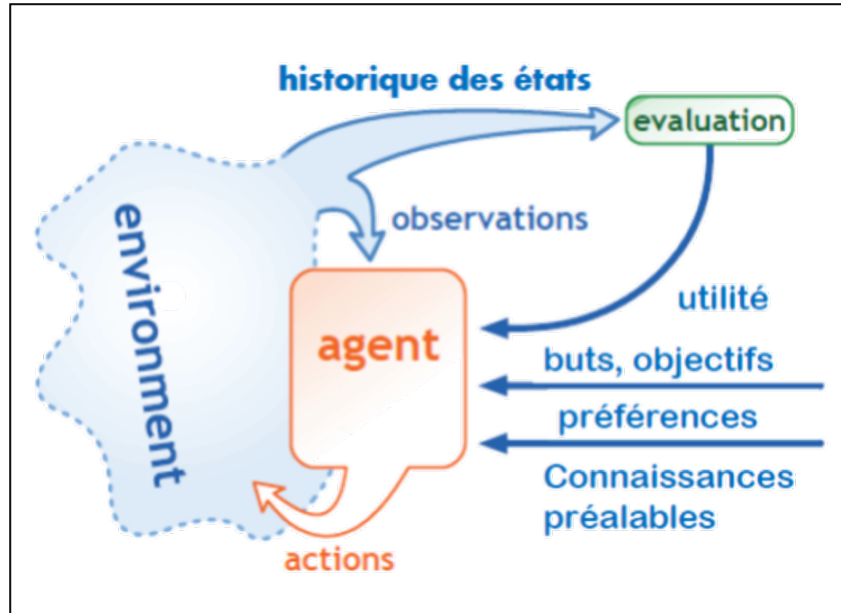 historique des états
evaluation
observations
environment
agent
utilité
buts, objectifs
préférences
Connaissances
préalables
actions